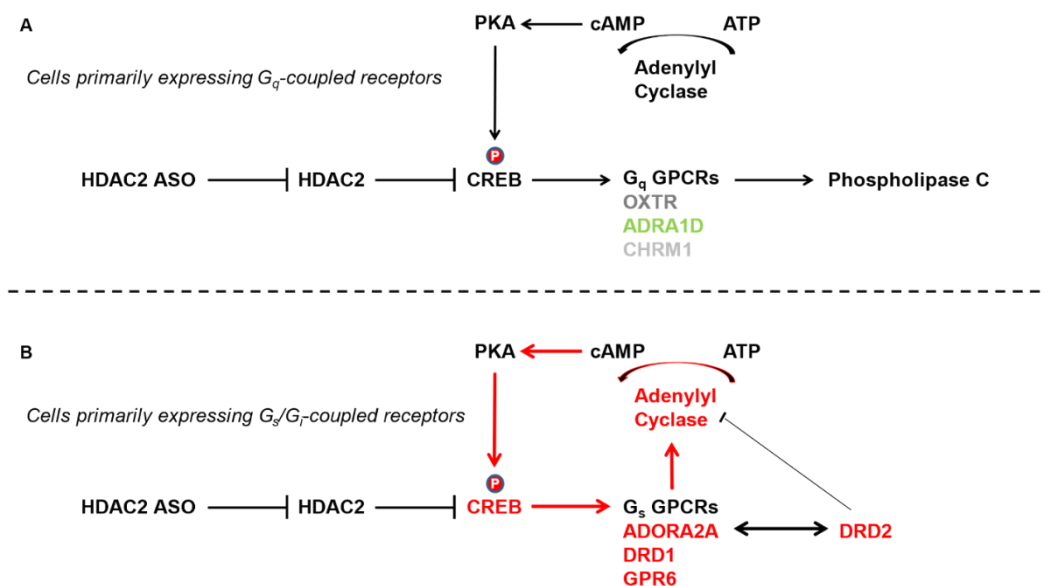 A
PKA cAMP ATP
Cells primarily expressing Gq-coupled receptors
Adenylyl
Cyclase
P
HDAC2 ASO HDAC2 CREB Gq GPCRs Phospholipase C
OXTR
ADRA1D
CHRM1
B
PKA cAMP ATP
Cells primarily expressing Gs/Gi-coupled receptors
Adenylyl
Cyclase
P
HDAC2 ASO HDAC2 CREB Gs GPCRs
ADORA2A DRD2
DRD1
GPR6